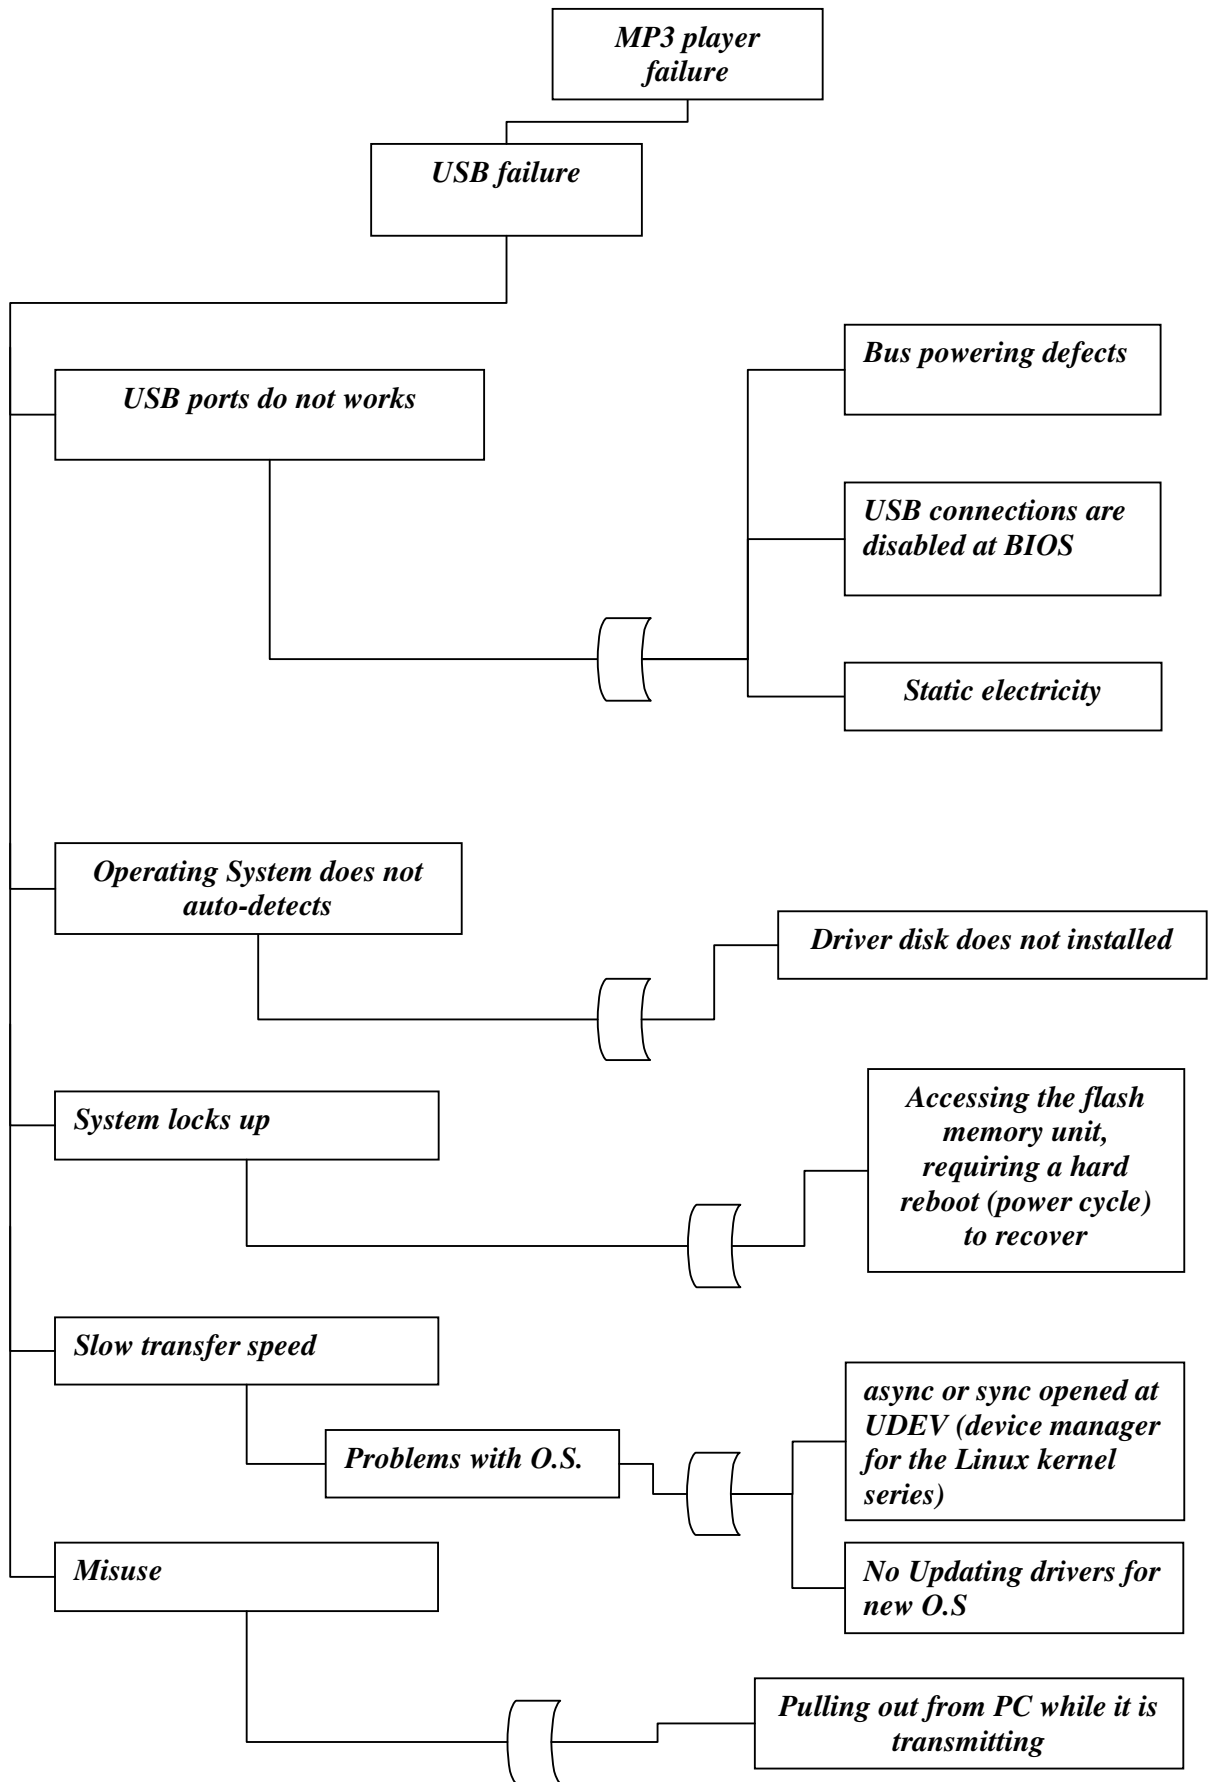 MP3 player
failure
USB failure
USB ports do not works
Bus powering defects
USB connections are
disabled at BIOS
Static electricity
Operating System does not
auto-detects
Driver disk does not installed
System locks up
Accessing the flash
memory unit,
requiring a hard
reboot (power cycle)
to recover
Slow transfer speed
Problems with O.S.
async or sync opened at
UDEV (device manager
for the Linux kernel
series)
No Updating drivers for
new O.S
Misuse
Pulling out from PC while it is
transmitting